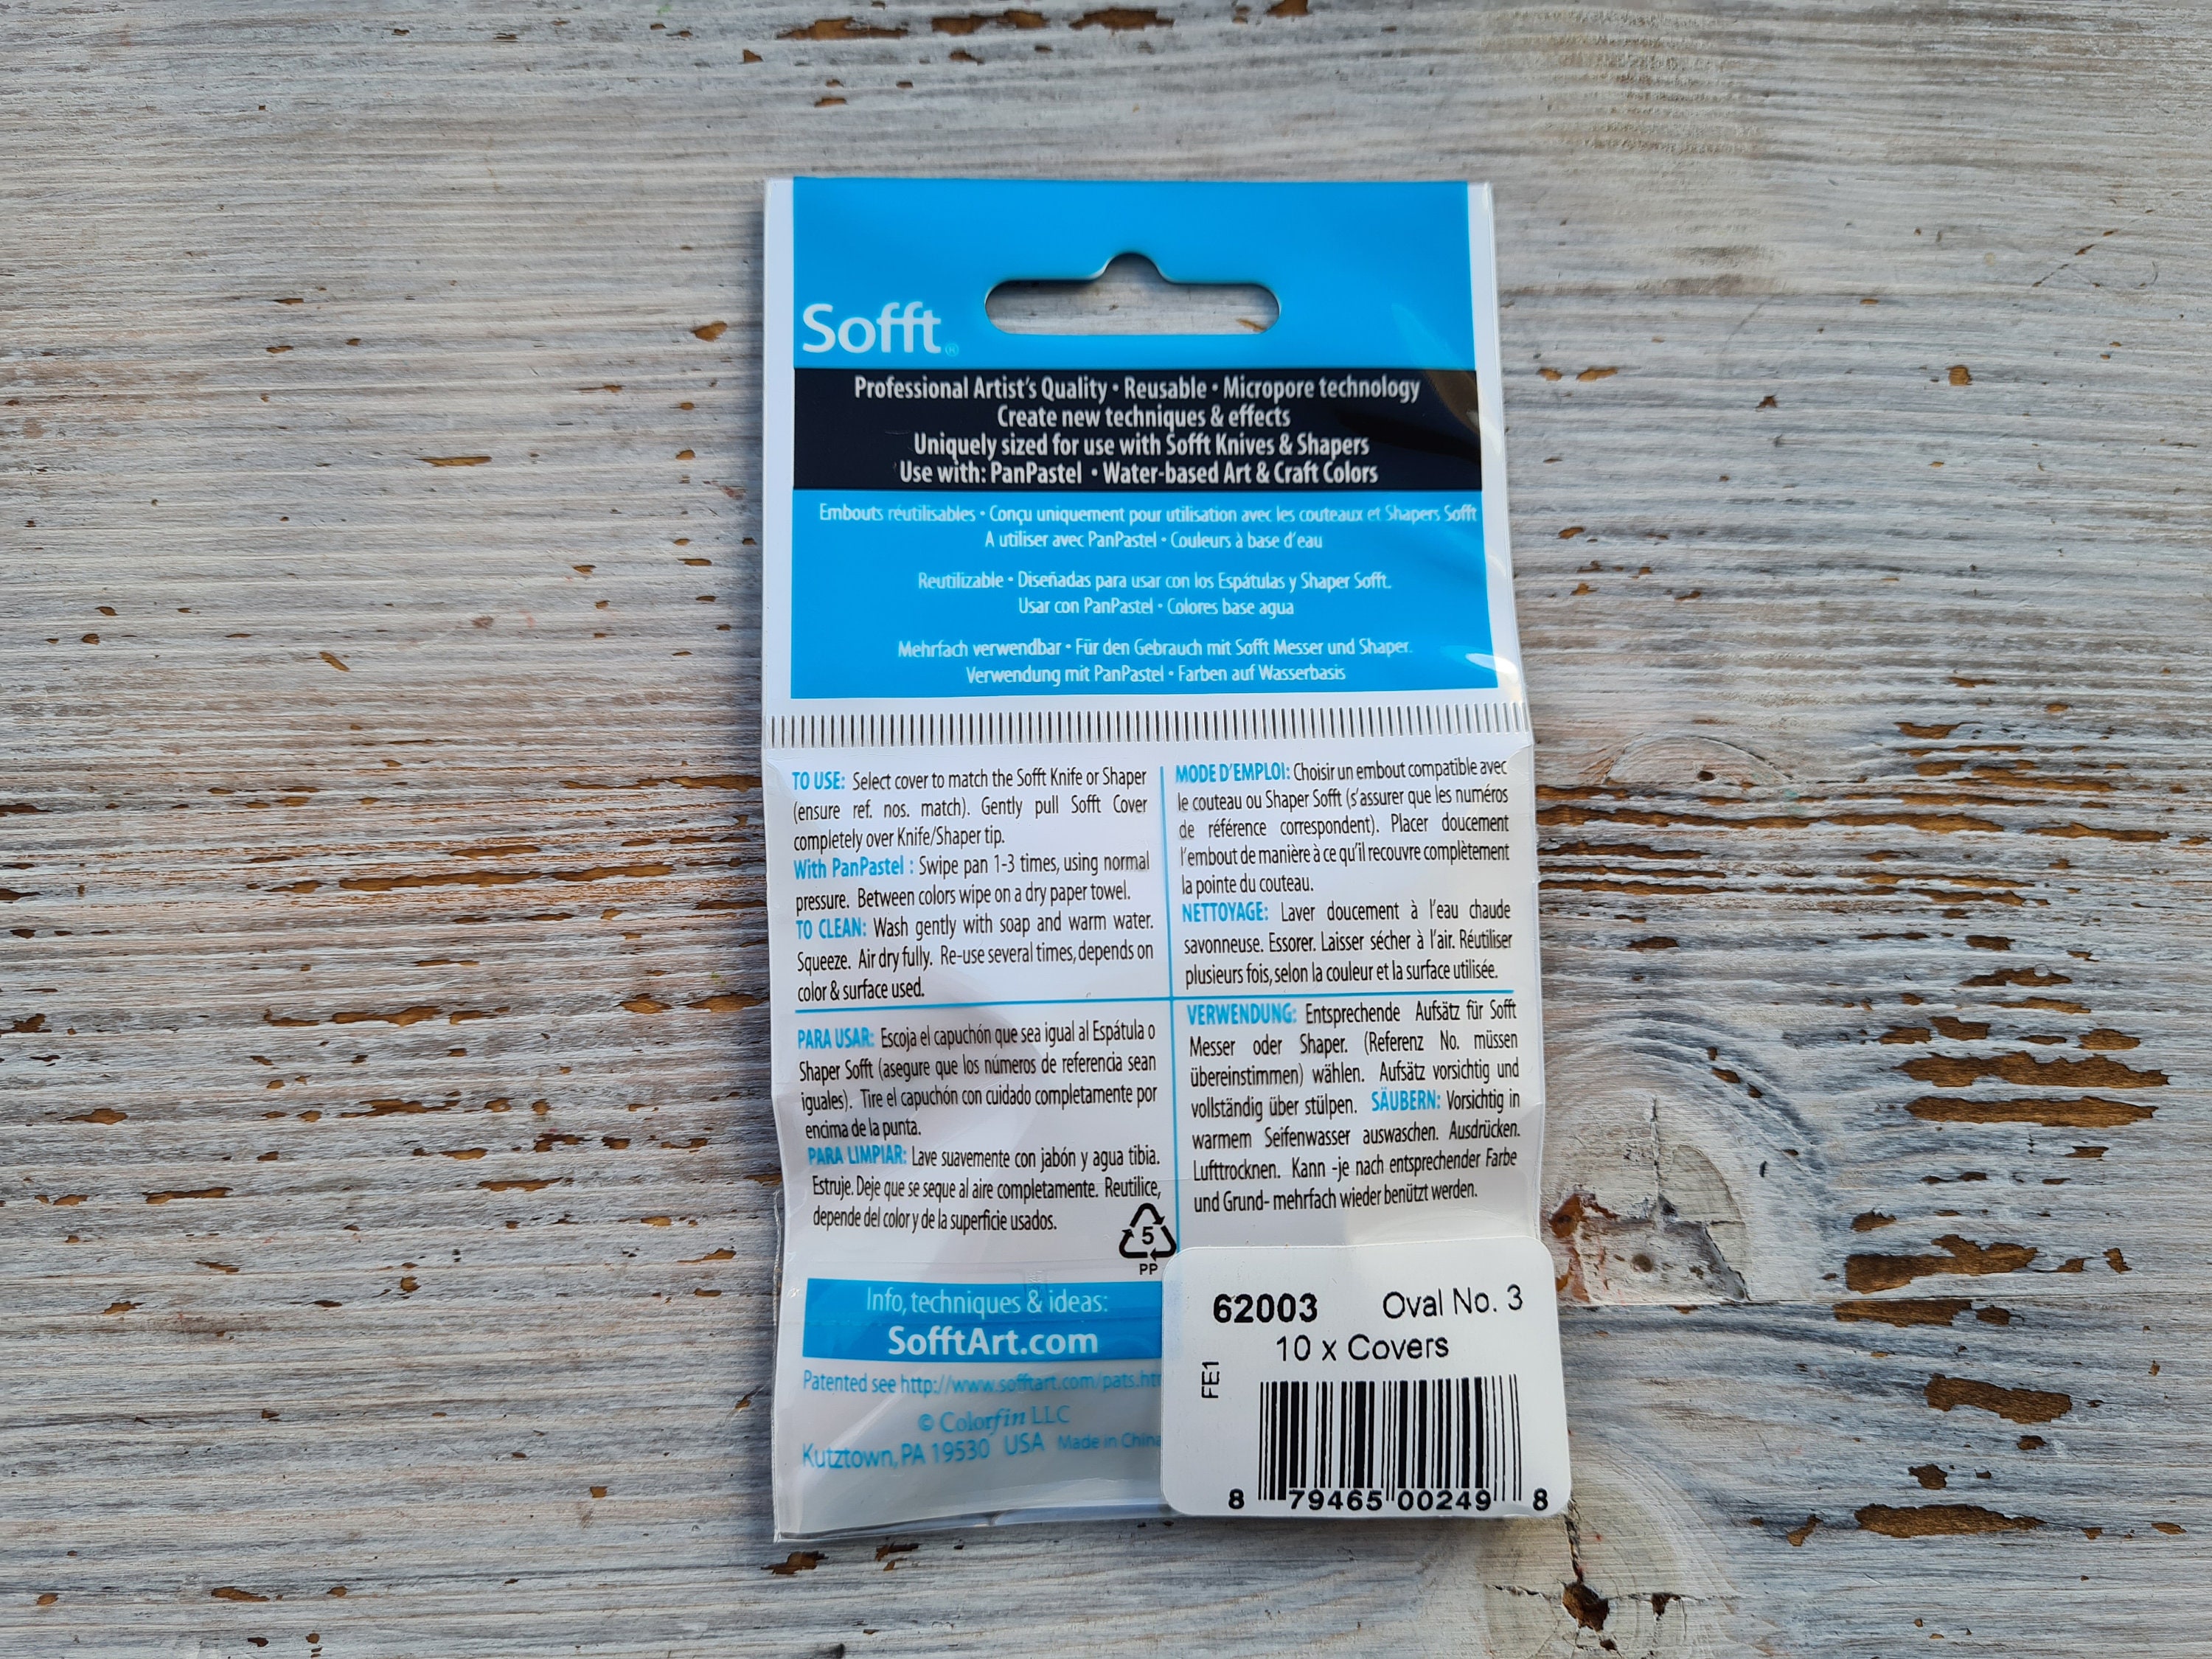 Sofft®
Professional Artist's Quality • Reusable • Micropore technology
Create new techniques & effects
Uniquely sized for use with Sofft Knives & Shapers
Use with: PanPastel • Water-based Art & Craft Colors
Embouts réutilisables • Conçu uniquement pour utilisation avec les couteaux et Shapers Sofft
A utiliser avec PanPastel • Couleurs à base d'eau
Reutilizable • Diseñadas para usar con los Espátulas y Shaper Sofft.
Usar con PanPastel • Colores base agua
Mehrfach verwendbar • Für den Gebrauch mit Sofft Messer und Shaper.
Verwendung mit PanPastel • Farben auf Wasserbasis
TO USE: Select cover to match the Sofft Knife or Shaper
(ensure ref. nos. match). Gently pull Sofft Cover
completely over Knife/Shaper tip.
With PanPastel : Swipe pan 1-3 times, using normal
pressure. Between colors wipe on a dry paper towel.
TO CLEAN: Wash gently with soap and warm water.
Squeeze. Air dry fully. Re-use several times, depends on
color & surface used.
MODE D'EMPLOI: Choisir un embout compatible avec
le couteau ou Shaper Sofft (s'assurer que les numéros
de référence correspondent). Placer doucement
l'embout de manière à ce qu'il recouvre complètement
la pointe du couteau.
NETTOYAGE: Laver doucement à l'eau chaude
savonneuse. Essorer. Laisser sécher à l'air. Réutiliser
plusieurs fois, selon la couleur et la surface utilisée.
PARA USAR: Escoja el capuchón que sea igual al Espátula o
Shaper Sofft (asegure que los números de referencia sean
iguales). Tire el capuchón con cuidado completamente por
encima de la punta.
PARA LIMPIAR: Lave suavemente con jabón y agua tibia.
Estruje. Deje que se seque al aire completamente. Reutilice,
depende del color y de la superficie usados.
VERWENDUNG: Entsprechende Aufsätz für Sofft
Messer oder Shaper. (Referenz No. müssen
übereinstimmen) wählen. Aufsätz vorsichtig und
vollständig über stülpen. SÄUBERN: Vorsichtig in
warmem Seifenwasser auswaschen. Ausdrücken.
Lufttrocknen. Kann -je nach entsprechender Farbe
und Grund- mehrfach wieder benützt werden.
5
PP
Info, techniques & ideas:
SofftArt.com
Patented see http://www.sofftart.com/pats.htm
© Colorfin LLC
Kutztown, PA 19530 USA Made in China
62003 Oval No. 3
10 x Covers
FE1
8 79465 00249 8